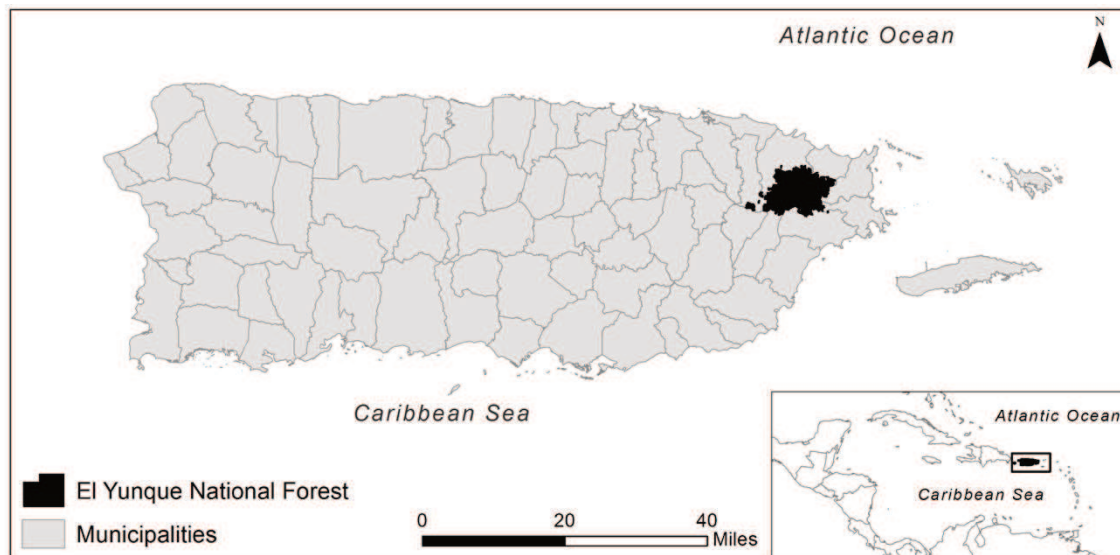 Atlantic Ocean
N
Caribbean Sea
El Yunque National Forest
Municipalities
0 20 40
Miles
Atlantic Ocean
Caribbean Sea